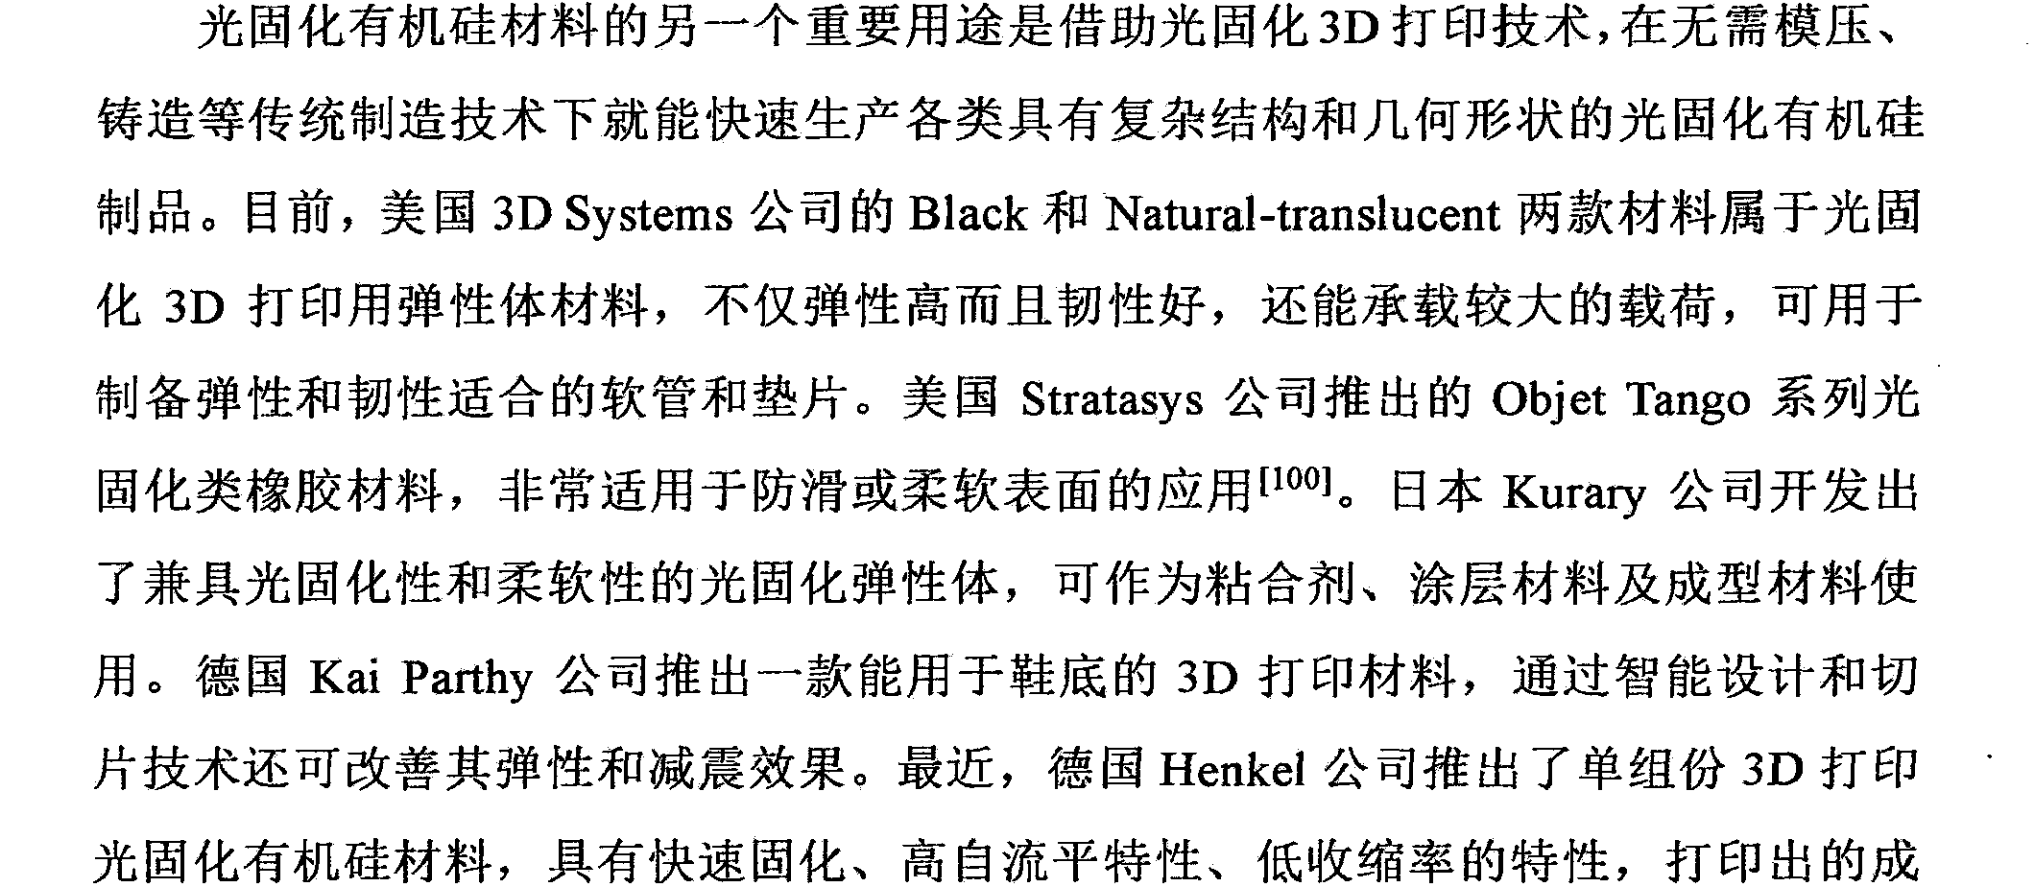 光固化有机硅材料的另一个重要用途是借助光固化3D打印技术,在无需模压、
铸造等传统制造技术下就能快速生产各类具有复杂结构和几何形状的光固化有机硅
制品。目前，美国 3D Systems 公司的 Black 和 Natural-translucent 两款材料属于光固
化 3D 打印用弹性体材料，不仅弹性高而且韧性好，还能承载较大的载荷，可用于
制备弹性和韧性适合的软管和垫片。美国 Stratasys 公司推出的 Objet Tango 系列光
固化类橡胶材料，非常适用于防滑或柔软表面的应用[100]。日本 Kurary 公司开发出
了兼具光固化性和柔软性的光固化弹性体，可作为粘合剂、涂层材料及成型材料使
用。德国 Kai Parthy 公司推出一款能用于鞋底的 3D 打印材料，通过智能设计和切
片技术还可改善其弹性和减震效果。最近，德国 Henkel 公司推出了单组份 3D 打印
光固化有机硅材料，具有快速固化、高自流平特性、低收缩率的特性，打印出的成